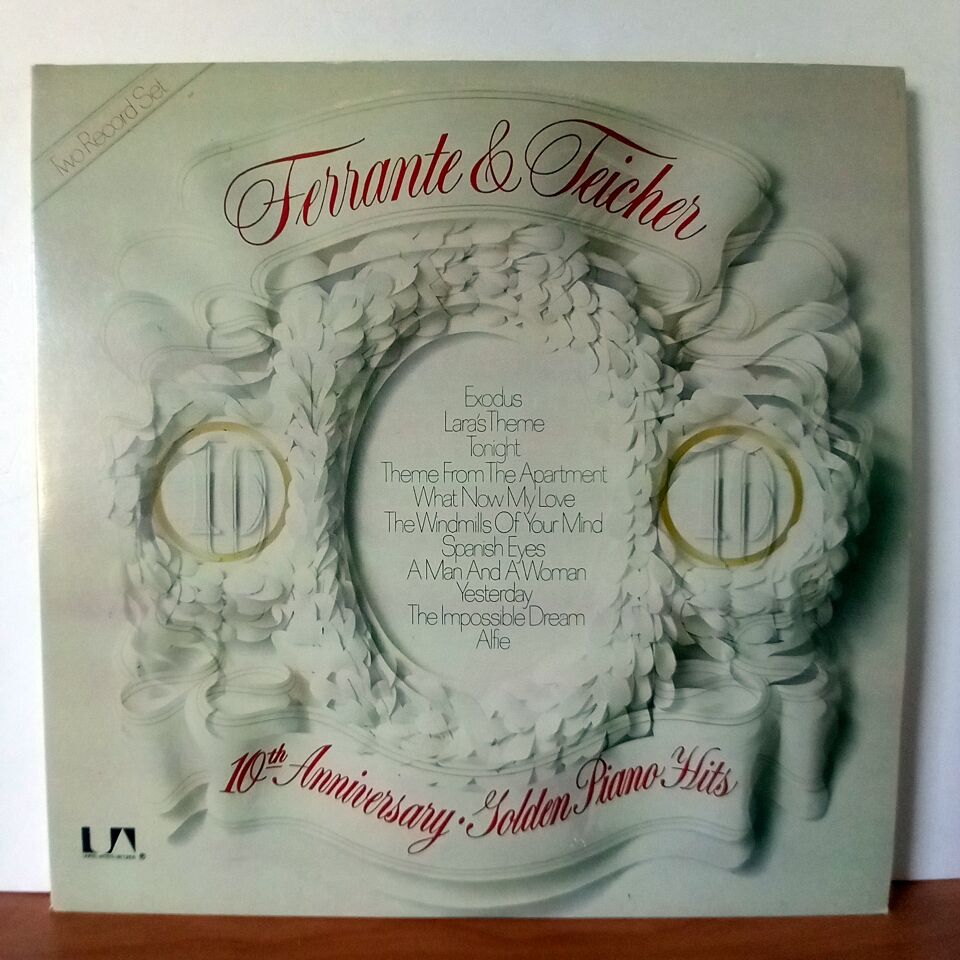 Two Record Set
Ferrante & Teicher
Exodus
Lara's Theme
Tonight
Theme From The Apartment
What Now My Love
The Windmills Of Your Mind
Spanish Eyes
A Man And A Woman
Yesterday
The Impossible Dream
Alfie
10 10
10th Anniversary · Golden Piano Hits
UA